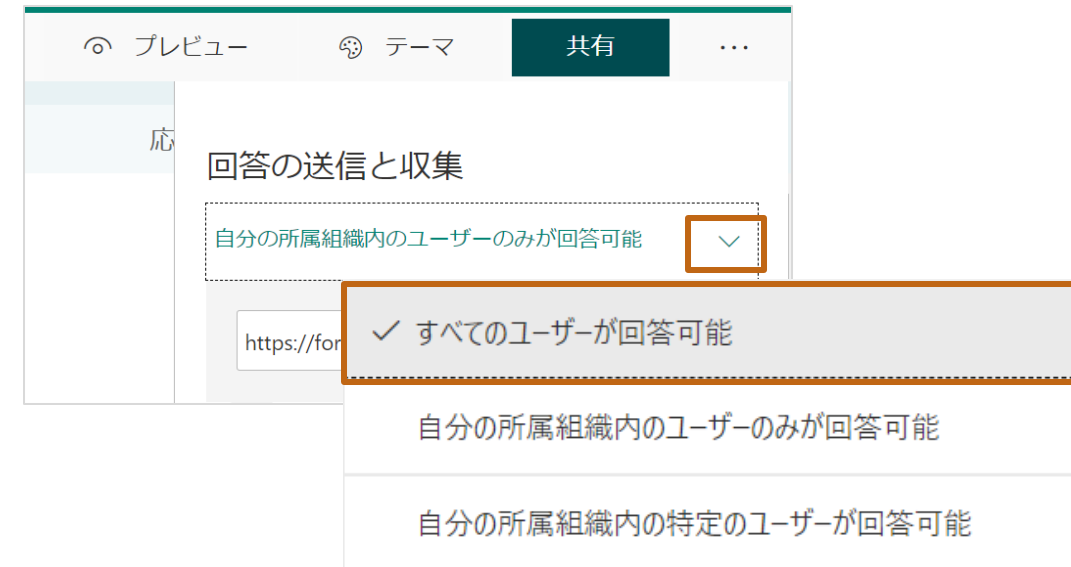 プレビュー テーマ 共有 ...
応
回答の送信と収集
自分の所属組織内のユーザーのみが回答可能
https://for
すべてのユーザーが回答可能
自分の所属組織内のユーザーのみが回答可能
自分の所属組織内の特定のユーザーが回答可能